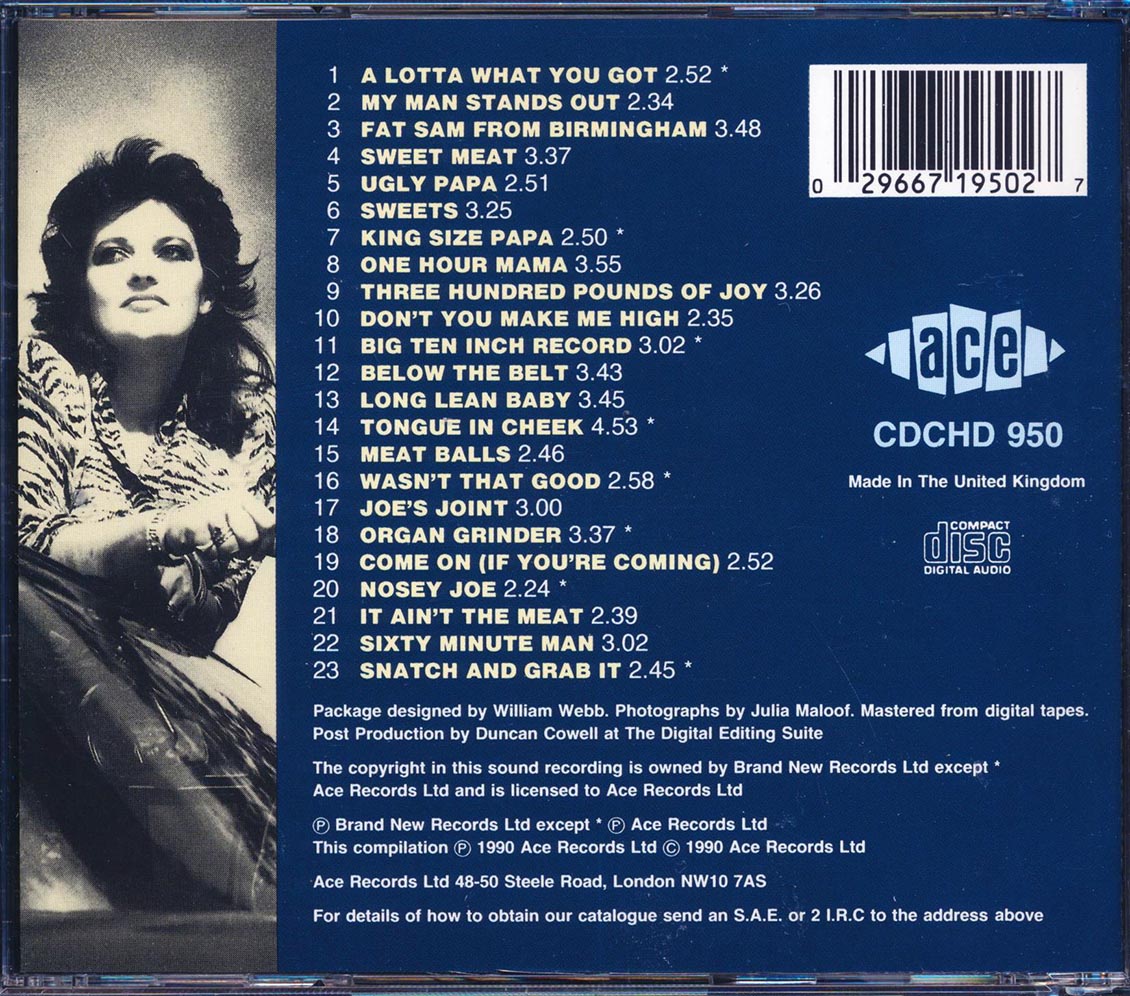 1 A LOTTA WHAT YOU GOT 2.52 *
2 MY MAN STANDS OUT 2.34
3 FAT SAM FROM BIRMINGHAM 3.48
4 SWEET MEAT 3.37
5 UGLY PAPA 2.51
6 SWEETS 3.25
7 KING SIZE PAPA 2.50 *
8 ONE HOUR MAMA 3.55
9 THREE HUNDRED POUNDS OF JOY 3.26
10 DON'T YOU MAKE ME HIGH 2.35
11 BIG TEN INCH RECORD 3.02 *
12 BELOW THE BELT 3.43
13 LONG LEAN BABY 3.45
14 TONGUE IN CHEEK 4.53 *
15 MEAT BALLS 2.46
16 WASN'T THAT GOOD 2.58 *
17 JOE'S JOINT 3.00
18 ORGAN GRINDER 3.37 *
19 COME ON (IF YOU'RE COMING) 2.52
20 NOSEY JOE 2.24 *
21 IT AIN'T THE MEAT 2.39
22 SIXTY MINUTE MAN 3.02
23 SNATCH AND GRAB IT 2.45 *
0 29667 19502 7
ace
CDCHD 950
Made In The United Kingdom
COMPACT
disc
DIGITAL AUDIO
Package designed by William Webb. Photographs by Julia Maloof. Mastered from digital tapes.
Post Production by Duncan Cowell at The Digital Editing Suite
The copyright in this sound recording is owned by Brand New Records Ltd except *
Ace Records Ltd and is licensed to Ace Records Ltd
Ⓟ Brand New Records Ltd except * Ⓟ Ace Records Ltd
This compilation Ⓟ 1990 Ace Records Ltd © 1990 Ace Records Ltd
Ace Records Ltd 48-50 Steele Road, London NW10 7AS
For details of how to obtain our catalogue send an S.A.E. or 2 I.R.C to the address above